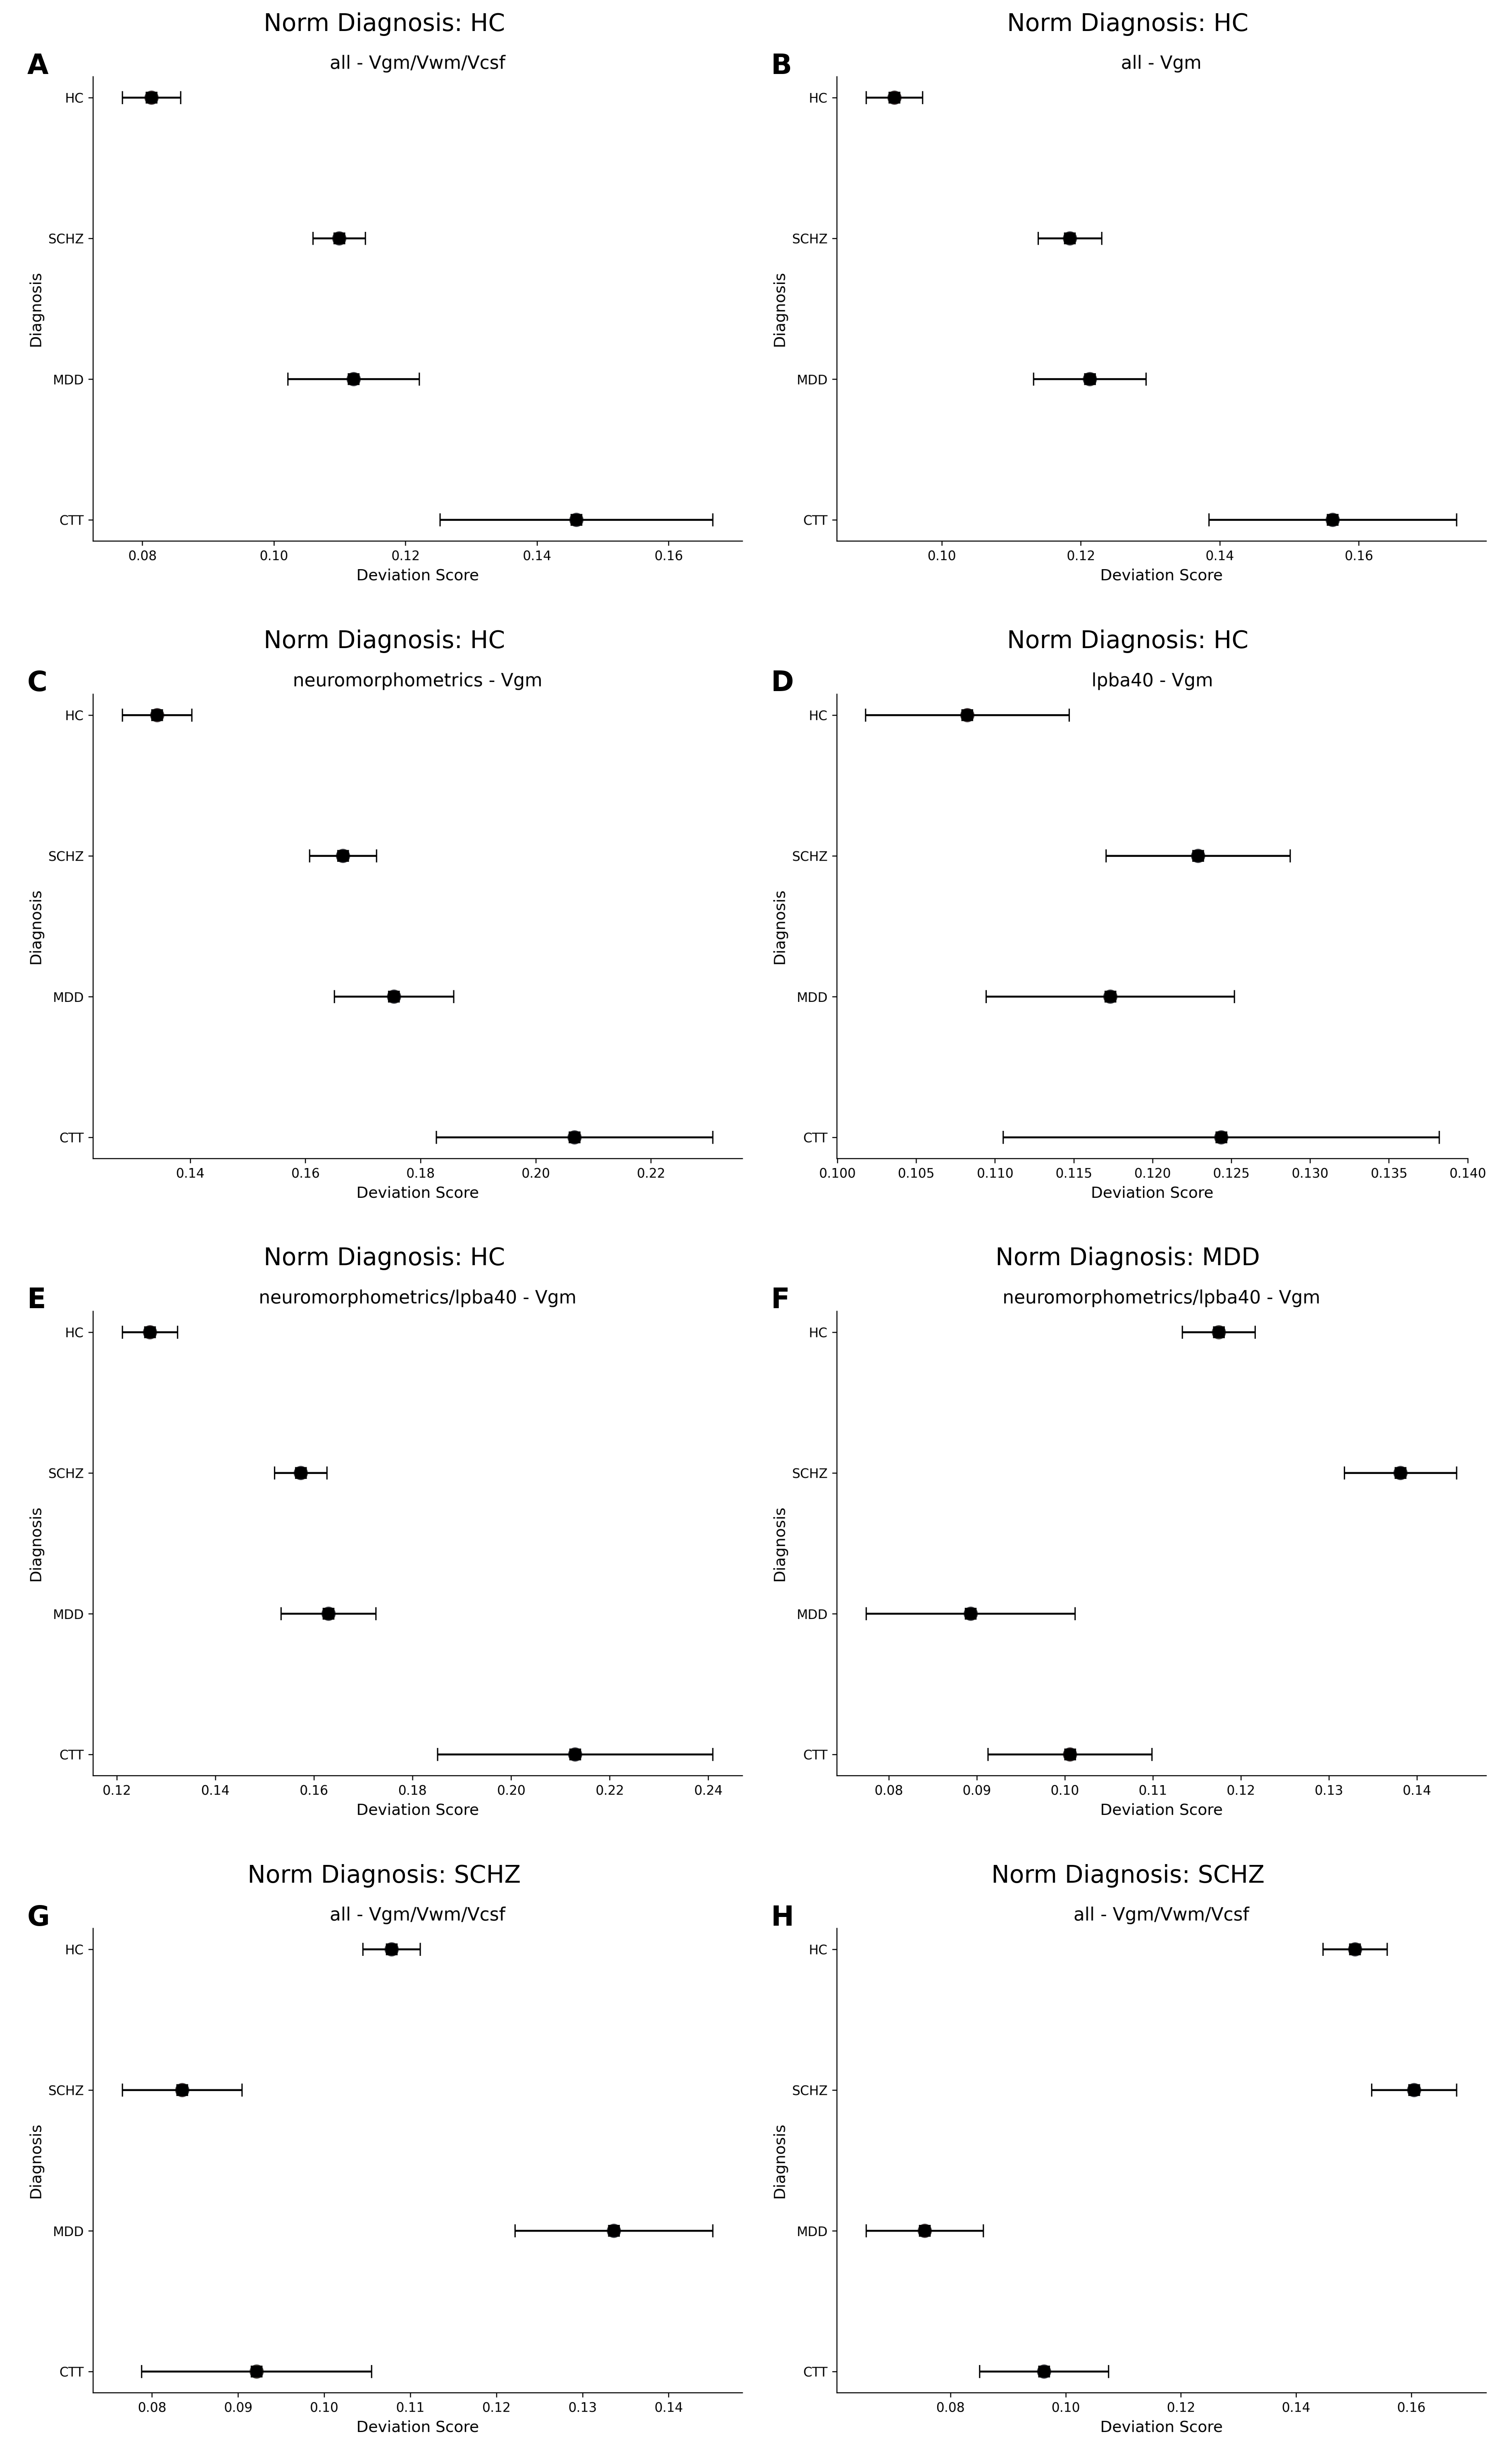 Norm Diagnosis: HC
A
all - Vgm/Vwm/Vcsf
HC
SCHZ
MDD
CTT
Diagnosis
0.08 0.10 0.12 0.14 0.16
Deviation Score
Norm Diagnosis: HC
B
all - Vgm
HC
SCHZ
MDD
CTT
Diagnosis
0.10 0.12 0.14 0.16
Deviation Score
Norm Diagnosis: HC
C
neuromorphometrics - Vgm
HC
SCHZ
MDD
CTT
Diagnosis
0.14 0.16 0.18 0.20 0.22
Deviation Score
Norm Diagnosis: HC
D
lpba40 - Vgm
HC
SCHZ
MDD
CTT
Diagnosis
0.100 0.105 0.110 0.115 0.120 0.125 0.130 0.135 0.140
Deviation Score
Norm Diagnosis: HC
E
neuromorphometrics/lpba40 - Vgm
HC
SCHZ
MDD
CTT
Diagnosis
0.12 0.14 0.16 0.18 0.20 0.22 0.24
Deviation Score
Norm Diagnosis: MDD
F
neuromorphometrics/lpba40 - Vgm
HC
SCHZ
MDD
CTT
Diagnosis
0.08 0.09 0.10 0.11 0.12 0.13 0.14
Deviation Score
Norm Diagnosis: SCHZ
G
all - Vgm/Vwm/Vcsf
HC
SCHZ
MDD
CTT
Diagnosis
0.08 0.09 0.10 0.11 0.12 0.13 0.14
Deviation Score
Norm Diagnosis: SCHZ
H
all - Vgm/Vwm/Vcsf
HC
SCHZ
MDD
CTT
Diagnosis
0.08 0.10 0.12 0.14 0.16
Deviation Score